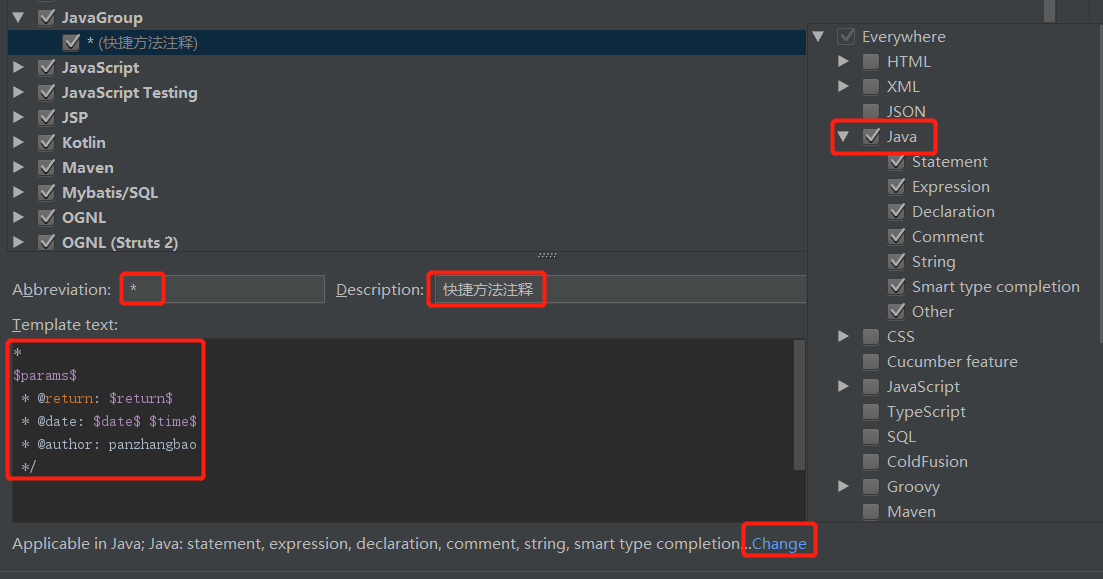 JavaGroup
* (快捷方法注释)
JavaScript
JavaScript Testing
JSP
Kotlin
Maven
Mybatis/SQL
OGNL
OGNL (Struts 2)
Abbreviation: *
Description: 快捷方法注释
Template text:
*
$params$
* @return: $return$
* @date: $date$ $time$
* @author: panzhangbao
*/
Applicable in Java; Java: statement, expression, declaration, comment, string, smart type completion...Change
Everywhere
HTML
XML
JSON
Java
Statement
Expression
Declaration
Comment
String
Smart type completion
Other
CSS
Cucumber feature
JavaScript
TypeScript
SQL
ColdFusion
Groovy
Maven